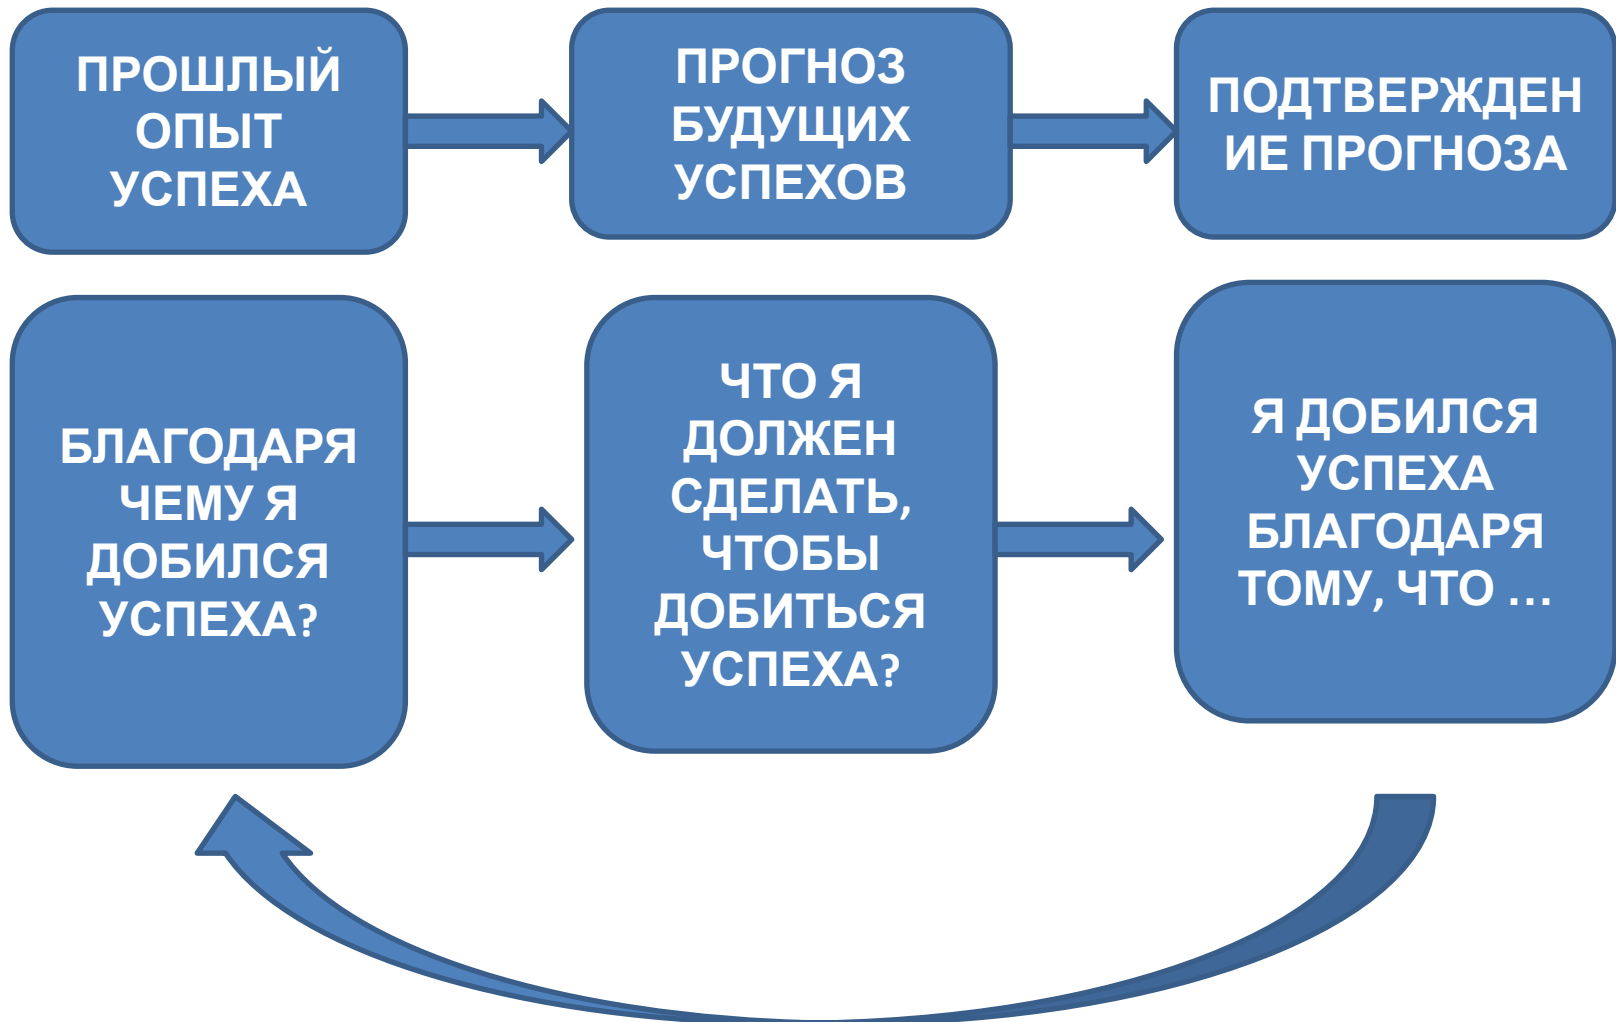 ПРОШЛЫЙ
ОПЫТ
УСПЕХА
ПРОГНОЗ
БУДУЩИХ
УСПЕХОВ
ПОДТВЕРЖДЕН
ИЕ ПРОГНОЗА
БЛАГОДАРЯ
ЧЕМУ Я
ДОБИЛСЯ
УСПЕХА?
ЧТО Я
ДОЛЖЕН
СДЕЛАТЬ,
ЧТОБЫ
ДОБИТЬСЯ
УСПЕХА?
Я ДОБИЛСЯ
УСПЕХА
БЛАГОДАРЯ
ТОМУ, ЧТО ...